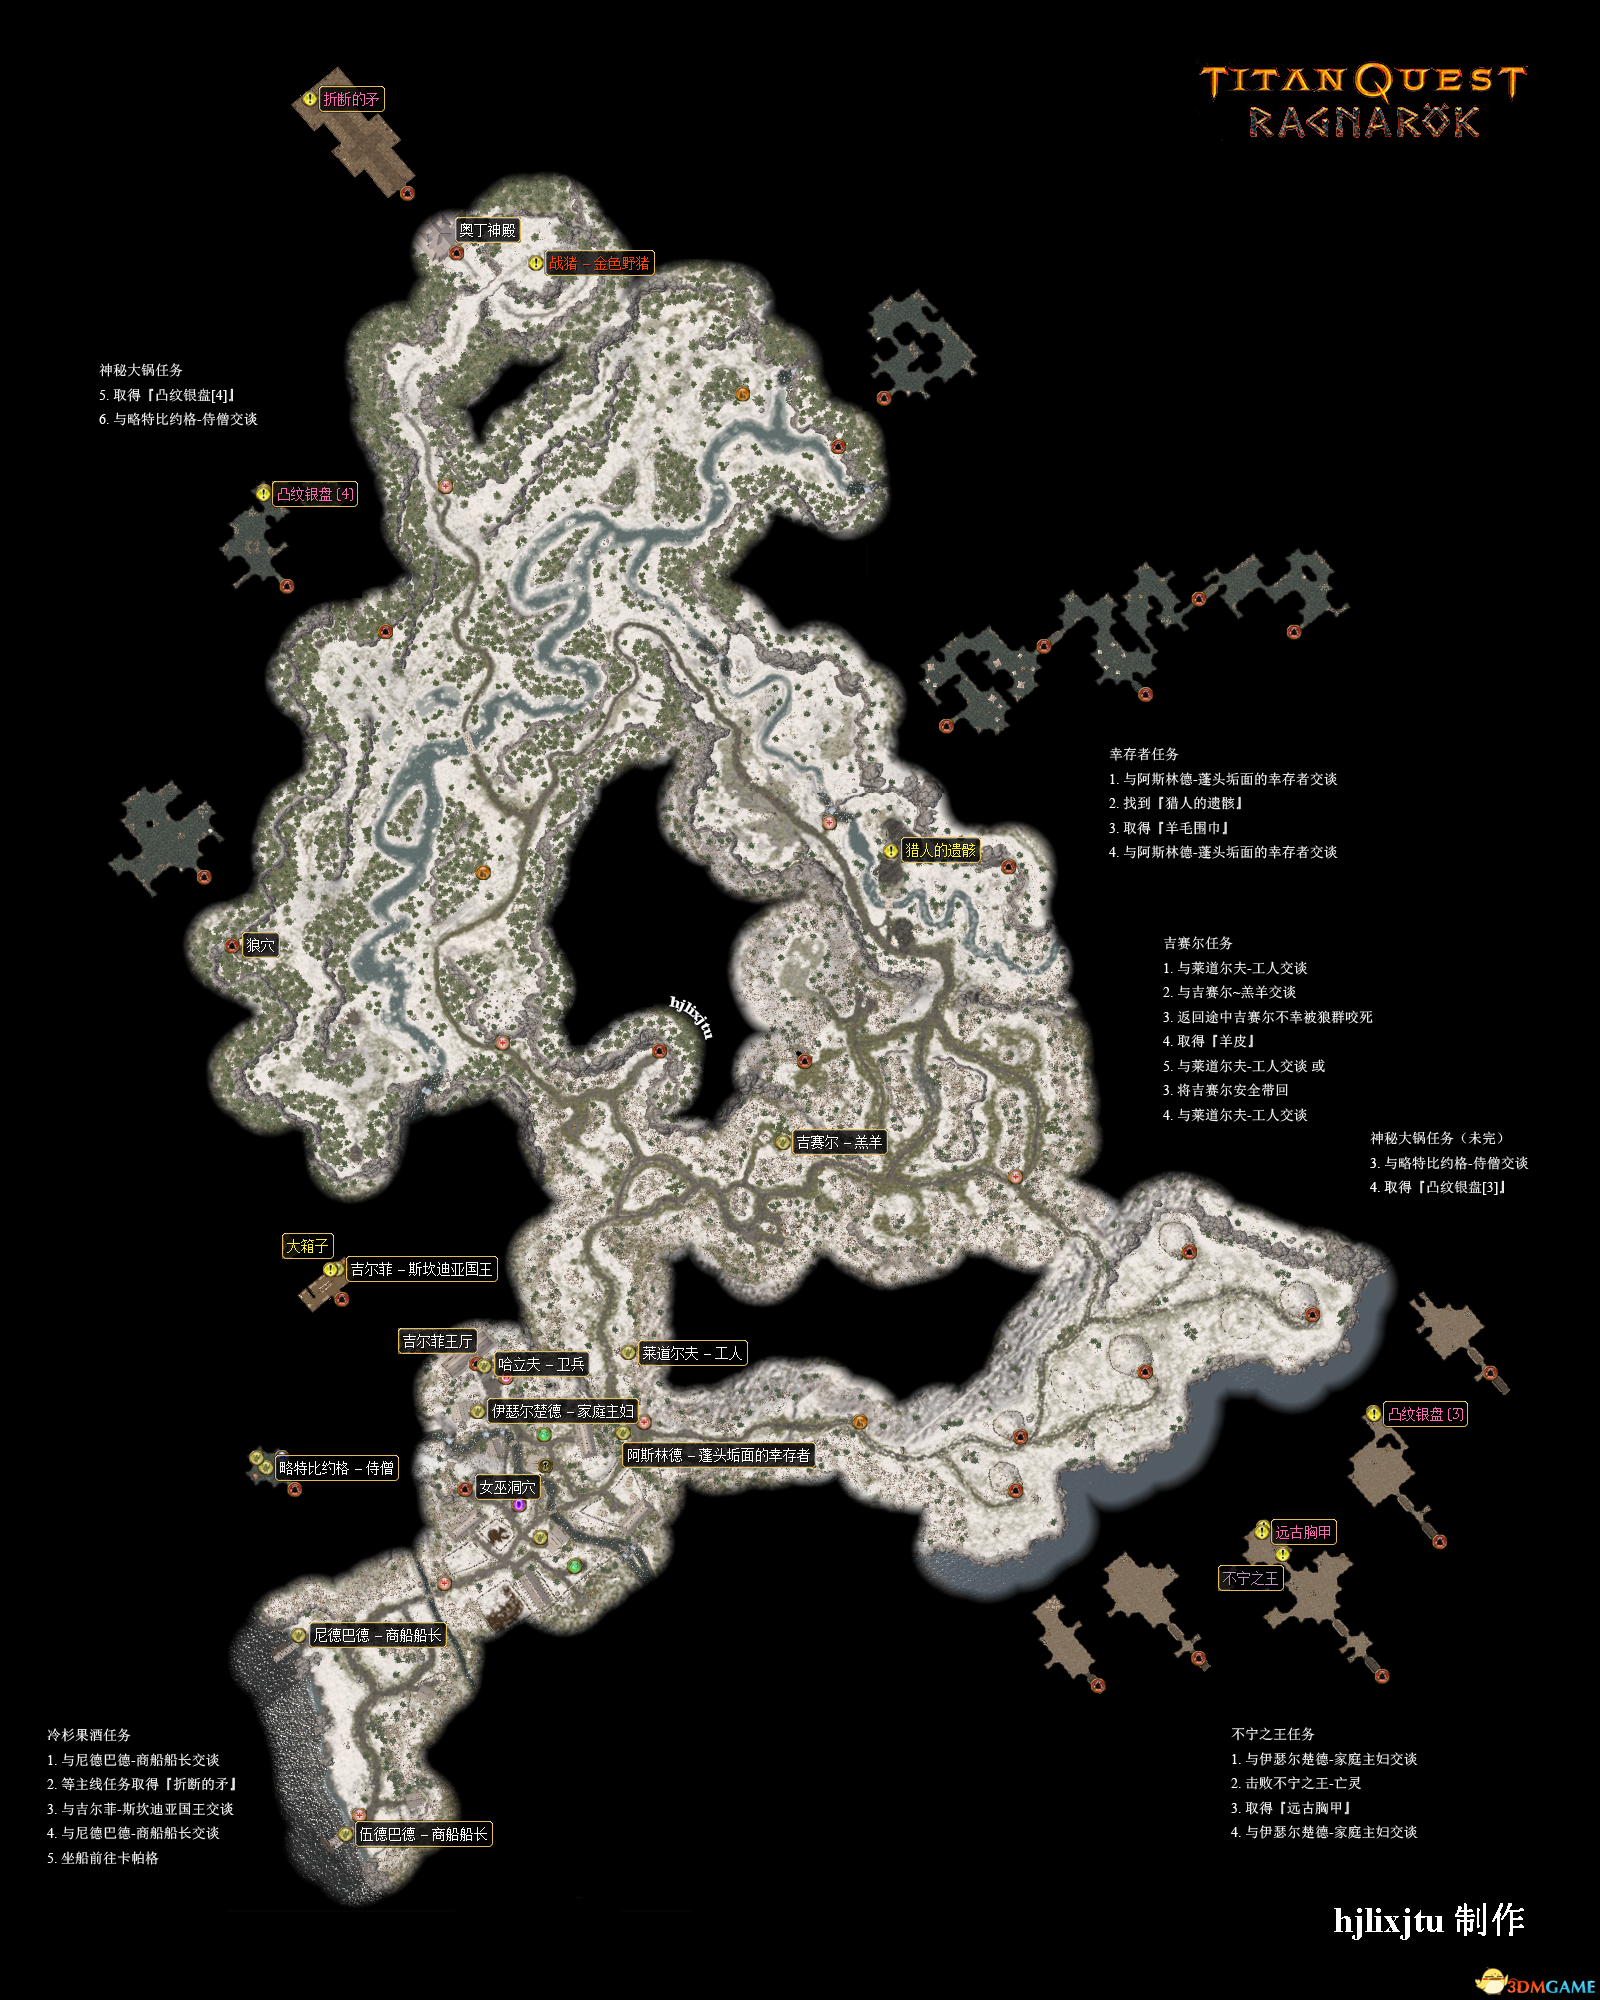 TITAN QUEST
RAGNARÖK
折断的矛
奥丁神殿
战猪 – 金色野猪
神秘大锅任务
5. 取得『凸纹银盘[4]』
6. 与略特比约格-侍僧交谈
凸纹银盘 (4)
幸存者任务
1. 与阿斯林德-蓬头垢面的幸存者交谈
2. 找到『猎人的遗骸』
3. 取得『羊毛围巾』
4. 与阿斯林德-蓬头垢面的幸存者交谈
猎人的遗骸
狼穴
吉赛尔任务
1. 与莱道尔夫-工人交谈
2. 与吉赛尔~羔羊交谈
3. 返回途中吉赛尔不幸被狼群咬死
4. 取得『羊皮』
5. 与莱道尔夫-工人交谈 或
3. 将吉赛尔安全带回
4. 与莱道尔夫-工人交谈
hjlixjtu
吉赛尔 – 羔羊
神秘大锅任务（未完）
3. 与略特比约格-侍僧交谈
4. 取得『凸纹银盘[3]』
大箱子
吉尔菲 – 斯坎迪亚国王
吉尔菲王厅
哈立夫 – 卫兵
莱道尔夫 – 工人
伊瑟尔楚德 – 家庭主妇
凸纹银盘 (3)
阿斯林德 – 蓬头垢面的幸存者
略特比约格 – 侍僧
女巫洞穴
远古胸甲
不宁之王
尼德巴德 – 商船船长
冷杉果酒任务
1. 与尼德巴德-商船船长交谈
2. 等主线任务取得『折断的矛』
3. 与吉尔菲-斯坎迪亚国王交谈
4. 与尼德巴德-商船船长交谈
5. 坐船前往卡帕格
不宁之王任务
1. 与伊瑟尔楚德-家庭主妇交谈
2. 击败不宁之王-亡灵
3. 取得『远古胸甲』
4. 与伊瑟尔楚德-家庭主妇交谈
伍德巴德 – 商船船长
hjlixjtu 制作
3DMGAME